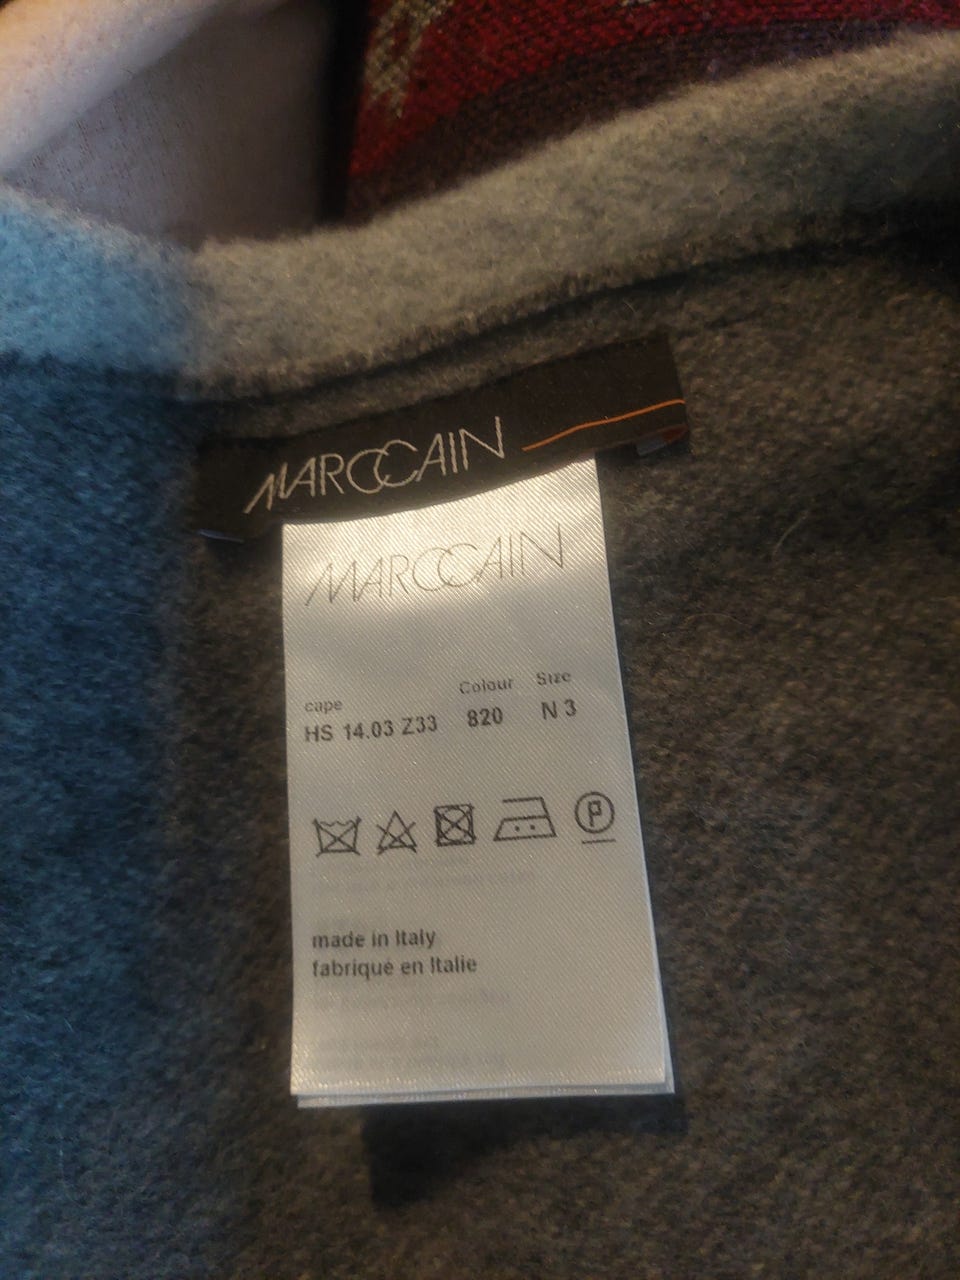 MARCCAIN
MARCCAIN
cape Colour Size
HS 14.03 Z33 820 N 3
P
made in Italy
fabriqué en Italie